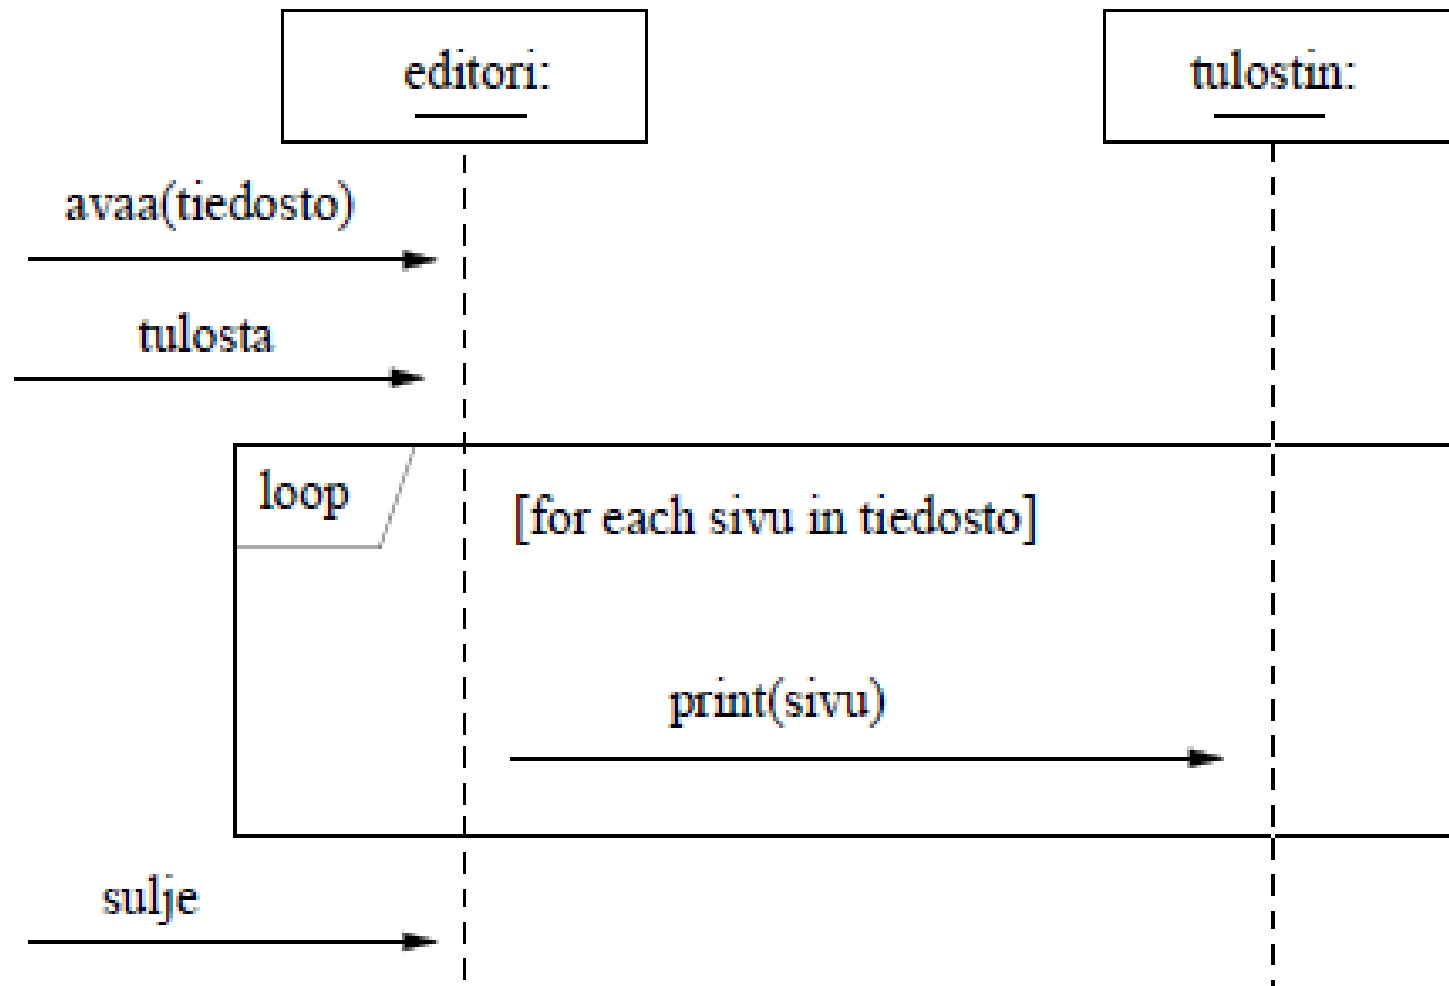 editori:
tulostin:
avaa(tiedosto)
tulosta
loop
[for each sivu in tiedosto]
print(sivu)
sulje